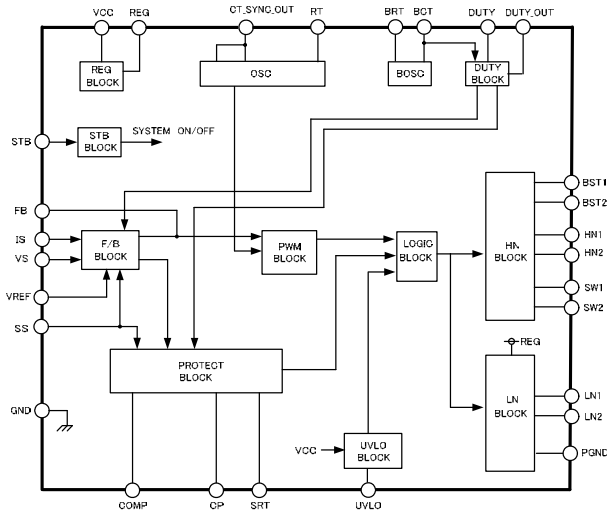 VCC REG CT_SYNC_OUT RT BRT BCT DUTY DUTY_OUT
REG
BLOCK
OSC
BOSC
DUTY
BLOCK
STB
STB
BLOCK
SYSTEM ON/OFF
FB
IS
VS
VREF
SS
GND
F/B
BLOCK
PWM
BLOCK
LOGIC
BLOCK
HN
BLOCK
BST1
BST2
HN1
HN2
SW1
SW2
PROTECT
BLOCK
REG
LN
BLOCK
LN1
LN2
PGND
VCC
UVLO
BLOCK
COMP CP SRT UVLO